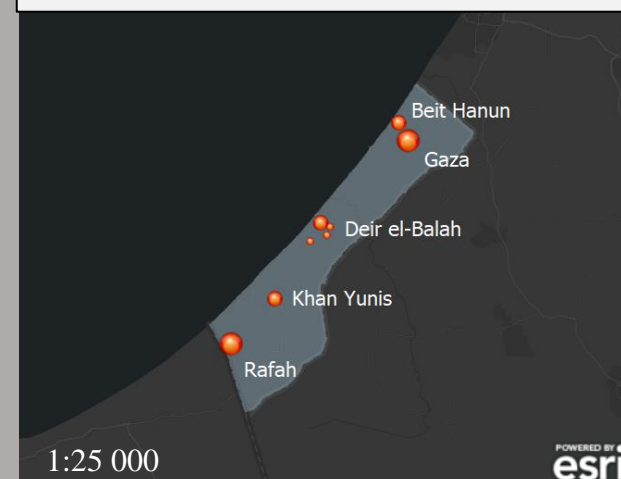 Beit Hanun
Gaza
Deir el-Balah
Khan Yunis
Rafah
1:25 000
POWERED BY
esri